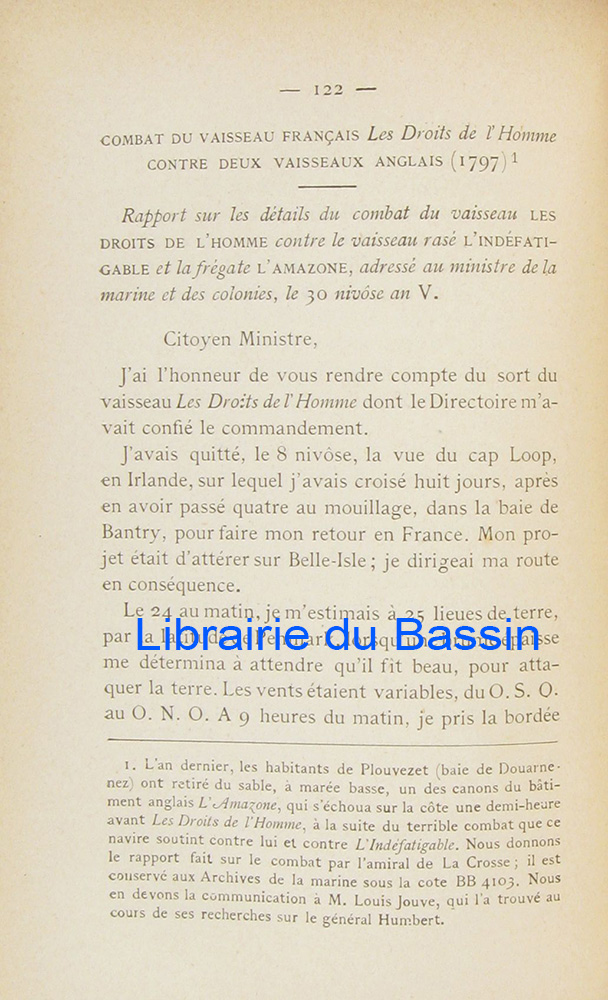 — 122 —
COMBAT DU VAISSEAU FRANÇAIS Les Droits de l'Homme
CONTRE DEUX VAISSEAUX ANGLAIS (1797) 1
Rapport sur les détails du combat du vaisseau LES
DROITS DE L'HOMME contre le vaisseau rasé L'INDÉFATI-
GABLE et la frégate L'AMAZONE, adressé au ministre de la
marine et des colonies, le 30 nivôse an V.
Citoyen Ministre,
J'ai l'honneur de vous rendre compte du sort du
vaisseau Les Droits de l'Homme dont le Directoire m'a-
vait confié le commandement.
J'avais quitté, le 8 nivôse, la vue du cap Loop,
en Irlande, sur lequel j'avais croisé huit jours, après
en avoir passé quatre au mouillage, dans la baie de
Bantry, pour faire mon retour en France. Mon pro-
jet était d'attérer sur Belle-Isle ; je dirigeai ma route
en conséquence.
Le 24 au matin, je m'estimais à 25 lieues de terre,
par la latitude de Penmark, lorsqu'une brume épaisse
Librairie du Bassin
me détermina à attendre qu'il fit beau, pour atta-
quer la terre. Les vents étaient variables, du O. S. O.
au O. N. O. A 9 heures du matin, je pris la bordée
1. L'an dernier, les habitants de Plouvezet (baie de Douarne-
nez) ont retiré du sable, à marée basse, un des canons du bâti-
ment anglais L'Amazone, qui s'échoua sur la côte une demi-heure
avant Les Droits de l'Homme, à la suite du terrible combat que ce
navire soutint contre lui et contre L'Indéfatigable. Nous donnons
le rapport fait sur le combat par l'amiral de La Crosse ; il est
conservé aux Archives de la marine sous la cote BB 4103. Nous
en devons la communication à M. Louis Jouve, qui l'a trouvé au
cours de ses recherches sur le général Humbert.